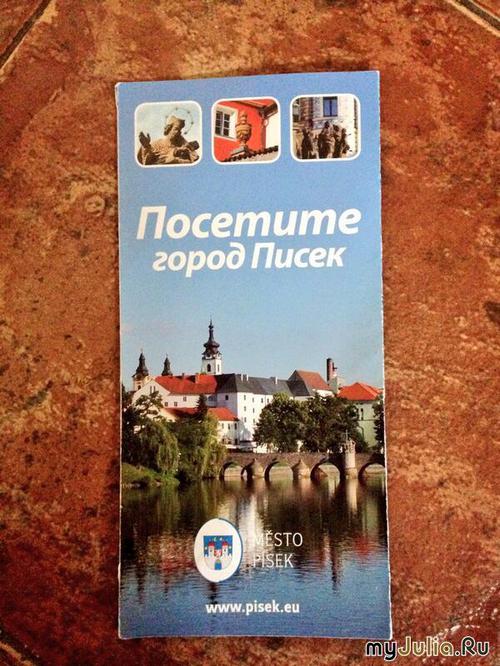 Посетите
город Писек
MĚSTO
PÍSEK
www.pisek.eu
myJulia.Ru